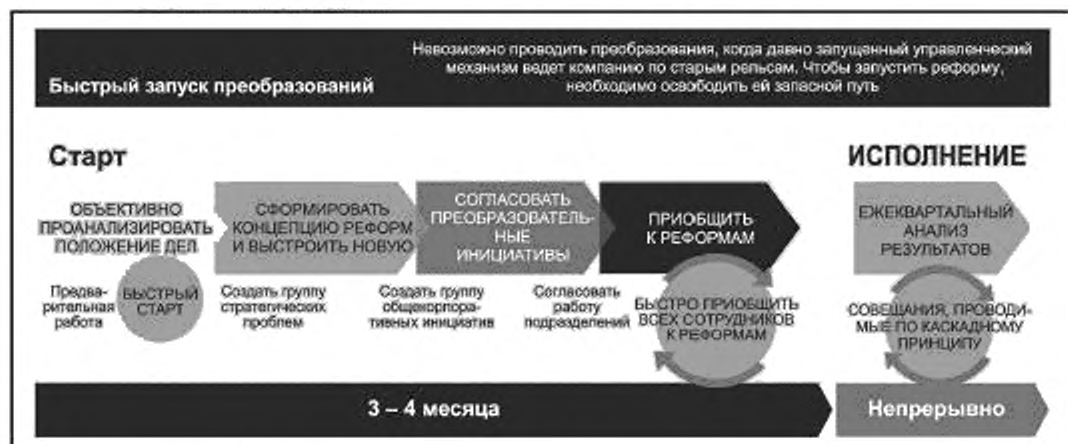 Быстрый запуск преобразований
Невозможно проводить преобразования, когда давно запущенный управленческий
механизм ведет компанию по старым рельсам. Чтобы запустить реформу,
необходимо освободить ей запасной путь
Старт
ИСПОЛНЕНИЕ
ОБЪЕКТИВНО
ПРОАНАЛИЗИРОВАТЬ
ПОЛОЖЕНИЕ ДЕЛ
СФОРМИРОВАТЬ
КОНЦЕПЦИЮ РЕФОРМ
И ВЫСТРОИТЬ НОВУЮ
СОГЛАСОВАТЬ
ПРЕОБРАЗОВАТЕЛЬ-
НЫЕ
ИНИЦИАТИВЫ
ПРИОБЩИТЬ
К РЕФОРМАМ
ЕЖЕКВАРТАЛЬНЫЙ
АНАЛИЗ
РЕЗУЛЬТАТОВ
Предва-
рительная
работа
БЫСТРЫЙ
СТАРТ
Создать группу
стратегических
проблем
Создать группу
общекорпора-
тивных инициатив
Согласовать
работу
подразделений
БЫСТРО ПРИОБЩИТЬ
ВСЕХ СОТРУДНИКОВ
К РЕФОРМАМ
СОВЕЩАНИЯ, ПРОВОДИ-
МЫЕ ПО КАСКАДНОМУ
ПРИНЦИПУ
3 – 4 месяца
Непрерывно